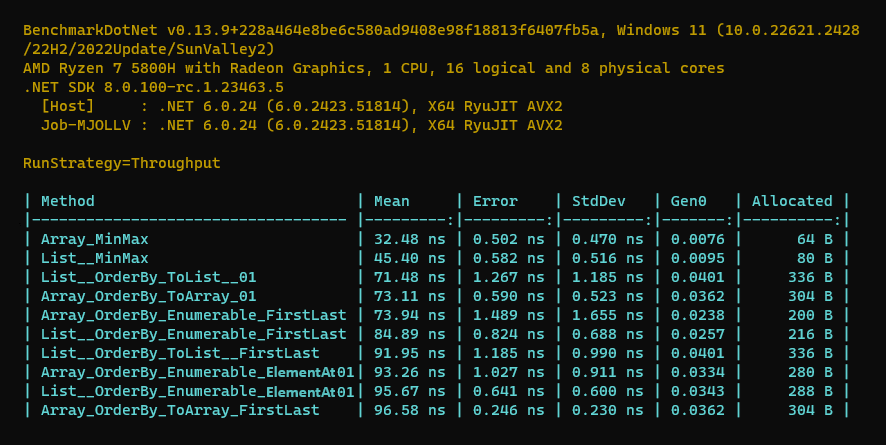 BenchmarkDotNet v0.13.9+228a464e8be6c580ad9408e98f18813f6407fb5a, Windows 11 (10.0.22621.2428
/22H2/2022Update/SunValley2)
AMD Ryzen 7 5800H with Radeon Graphics, 1 CPU, 16 logical and 8 physical cores
.NET SDK 8.0.100-rc.1.23463.5
  [Host]     : .NET 6.0.24 (6.0.2423.51814), X64 RyuJIT AVX2
  Job-MJOLLV : .NET 6.0.24 (6.0.2423.51814), X64 RyuJIT AVX2
RunStrategy=Throughput
| Method                             | Mean     | Error    | StdDev   | Gen0   | Allocated |
|----------------------------------- |---------:|---------:|---------:|-------:|----------:|
| Array_MinMax                       | 32.48 ns | 0.502 ns | 0.470 ns | 0.0076 |      64 B |
| List__MinMax                       | 45.40 ns | 0.582 ns | 0.516 ns | 0.0095 |      80 B |
| List__OrderBy_ToList__01           | 71.48 ns | 1.267 ns | 1.185 ns | 0.0401 |     336 B |
| Array_OrderBy_ToArray_01           | 73.11 ns | 0.590 ns | 0.523 ns | 0.0362 |     304 B |
| Array_OrderBy_Enumerable_FirstLast | 73.94 ns | 1.489 ns | 1.655 ns | 0.0238 |     200 B |
| List__OrderBy_Enumerable_FirstLast | 84.89 ns | 0.824 ns | 0.688 ns | 0.0257 |     216 B |
| List__OrderBy_ToList__FirstLast    | 91.95 ns | 1.185 ns | 0.990 ns | 0.0401 |     336 B |
| Array_OrderBy_Enumerable_ElementAt01 | 93.26 ns | 1.027 ns | 0.911 ns | 0.0334 |     280 B |
| List__OrderBy_Enumerable_ElementAt01 | 95.67 ns | 0.641 ns | 0.600 ns | 0.0343 |     288 B |
| Array_OrderBy_ToArray_FirstLast    | 96.58 ns | 0.246 ns | 0.230 ns | 0.0362 |     304 B |